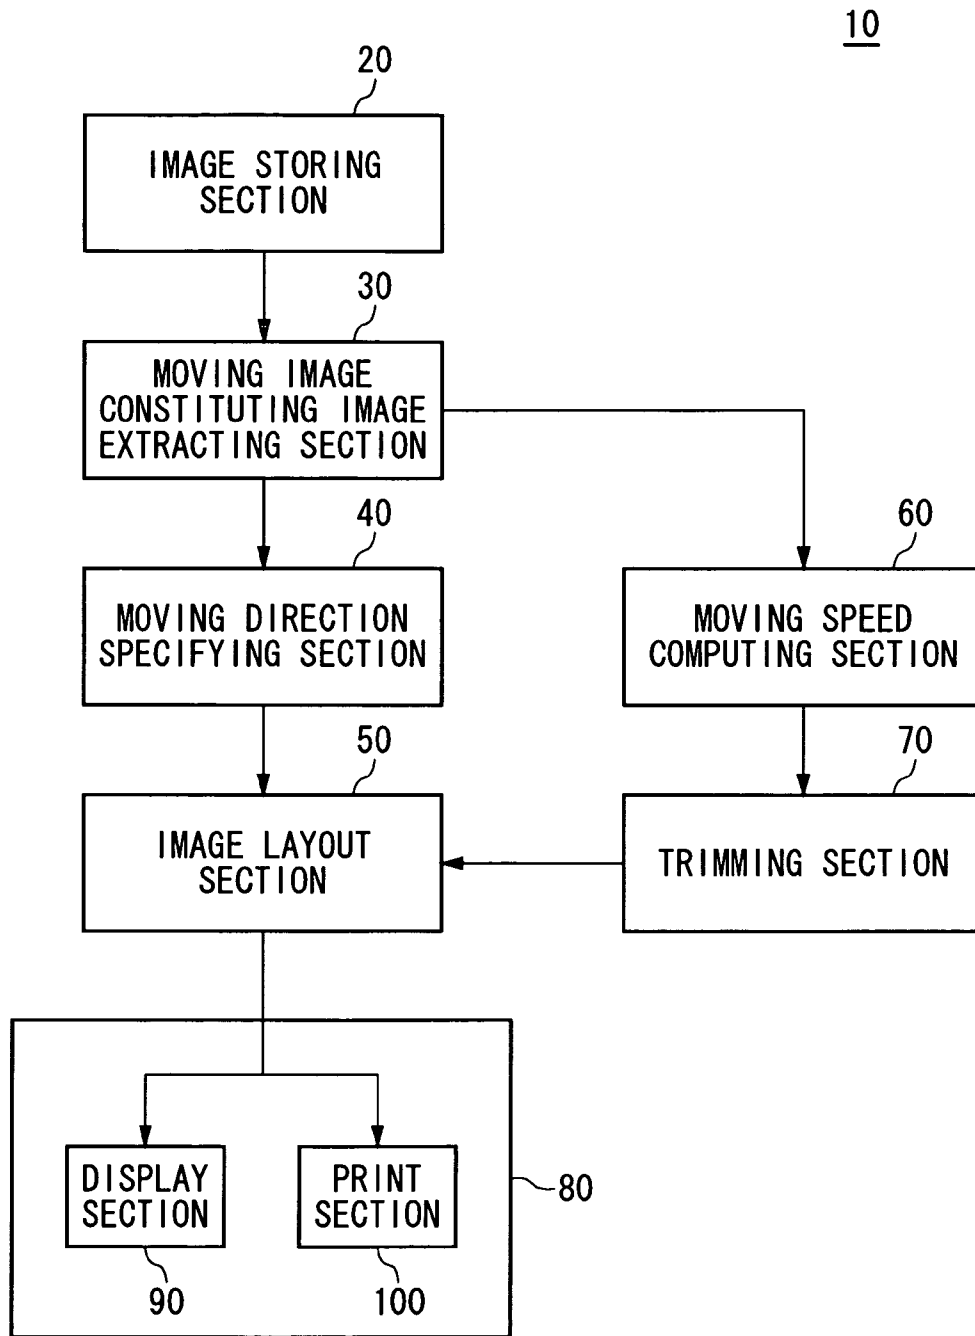 10
20
IMAGE STORING
SECTION
30
MOVING IMAGE
CONSTITUTING IMAGE
EXTRACTING SECTION
40
MOVING DIRECTION
SPECIFYING SECTION
60
MOVING SPEED
COMPUTING SECTION
50
IMAGE LAYOUT
SECTION
70
TRIMMING SECTION
80
DISPLAY
SECTION
90
PRINT
SECTION
100